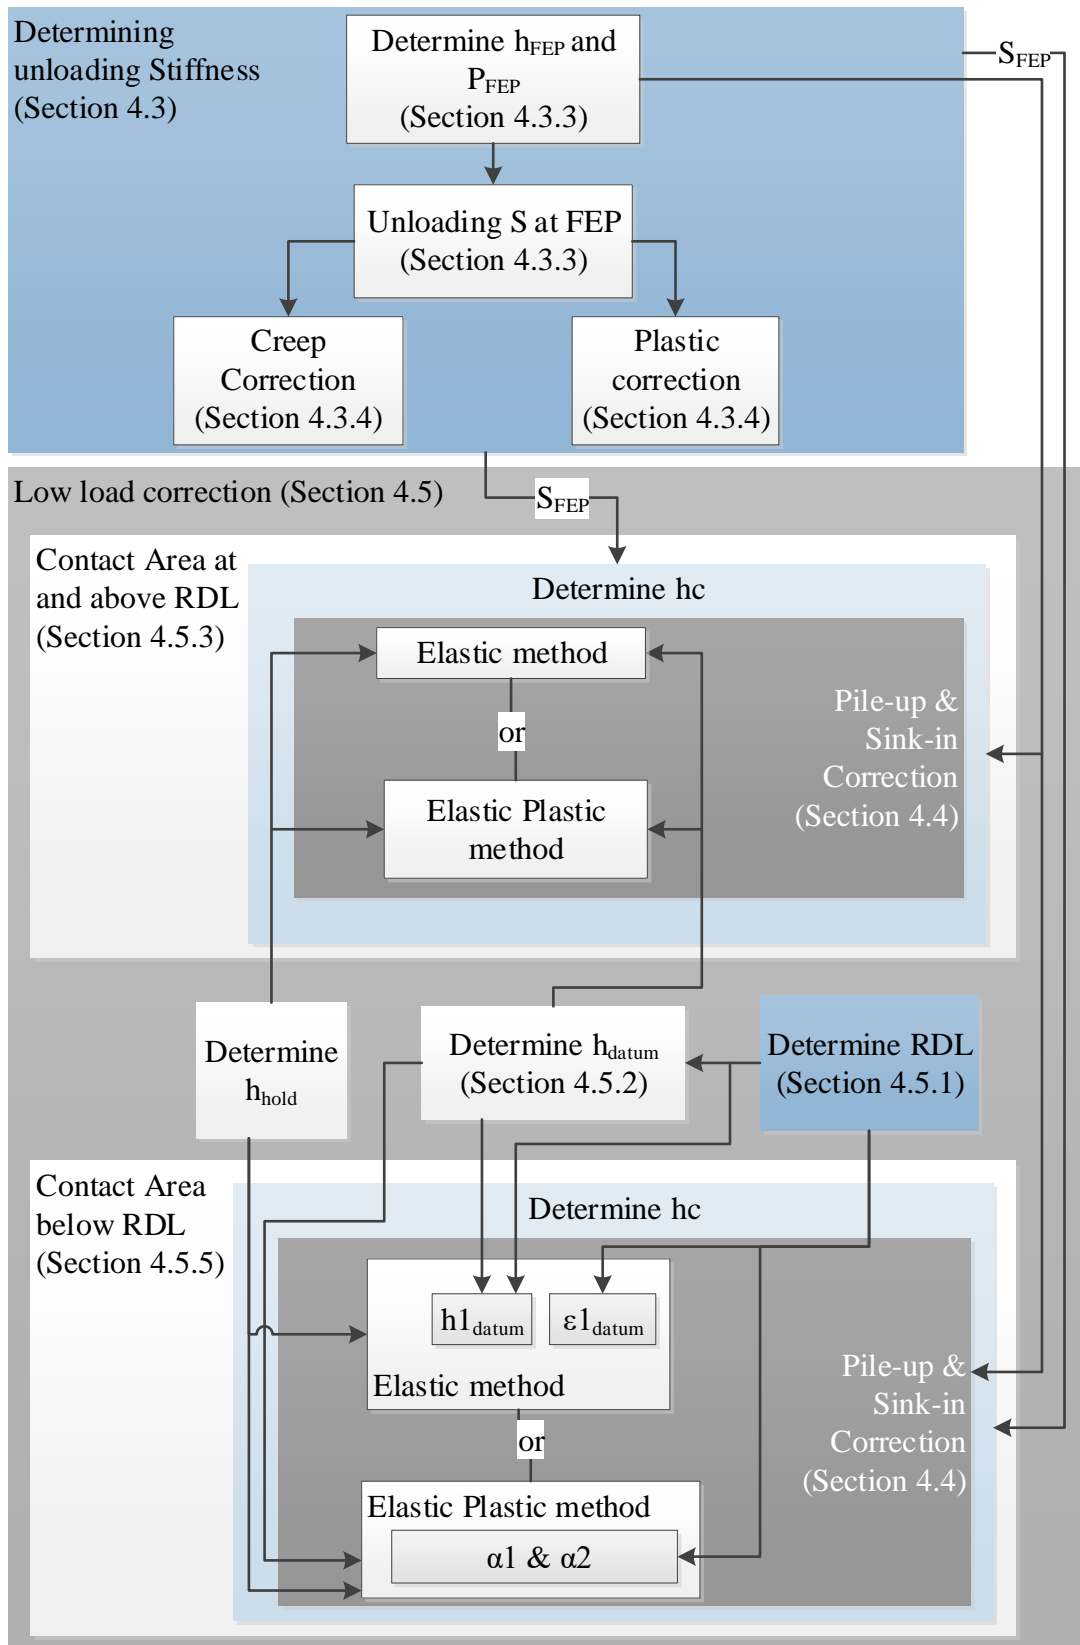 Determining
unloading Stiffness
(Section 4.3)
Determine hFEP and
PFEP
(Section 4.3.3)
SFEP
Unloading S at FEP
(Section 4.3.3)
Creep
Correction
(Section 4.3.4)
Plastic
correction
(Section 4.3.4)
Low load correction (Section 4.5)
SFEP
Contact Area at
and above RDL
(Section 4.5.3)
Determine hc
Elastic method
or
Elastic Plastic
method
Pile-up &
Sink-in
Correction
(Section 4.4)
Determine
hhold
Determine hdatum
(Section 4.5.2)
Determine RDL
(Section 4.5.1)
Contact Area
below RDL
(Section 4.5.5)
Determine hc
h1datum
ε1datum
Elastic method
or
Elastic Plastic method
α1 & α2
Pile-up &
Sink-in
Correction
(Section 4.4)